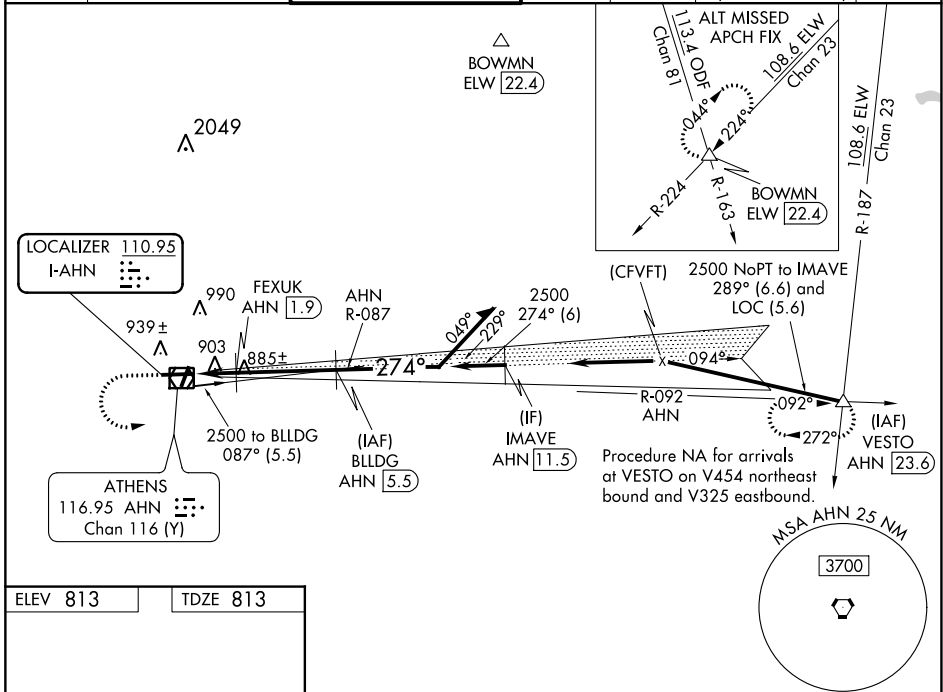 BOWMN
ELW 22.4
ALT MISSED
APCH FIX
113.4 ODF
Chan 81
108.6 ELW
Chan 23
044°
224°
R-224
R-163
BOWMN
ELW 22.4
108.6 ELW
Chan 23
R-187
2049
LOCALIZER 110.95
I-AHN
990
939±
903
885±
FEXUK
AHN 1.9
AHN
R-087
049°
229°
2500
274° (6)
(CFVFT)
2500 NoPT to IMAVE
289° (6.6) and
LOC (5.6)
274°
094°
R-092
AHN
092°
272°
2500 to BLLDG
087° (5.5)
(IAF)
BLLDG
AHN 5.5
(IF)
IMAVE
AHN 11.5
(IAF)
VESTO
AHN 23.6
Procedure NA for arrivals
at VESTO on V454 northeast
bound and V325 eastbound.
ATHENS
116.95 AHN
Chan 116 (Y)
MSA AHN 25 NM
3700
ELEV 813
TDZE 813